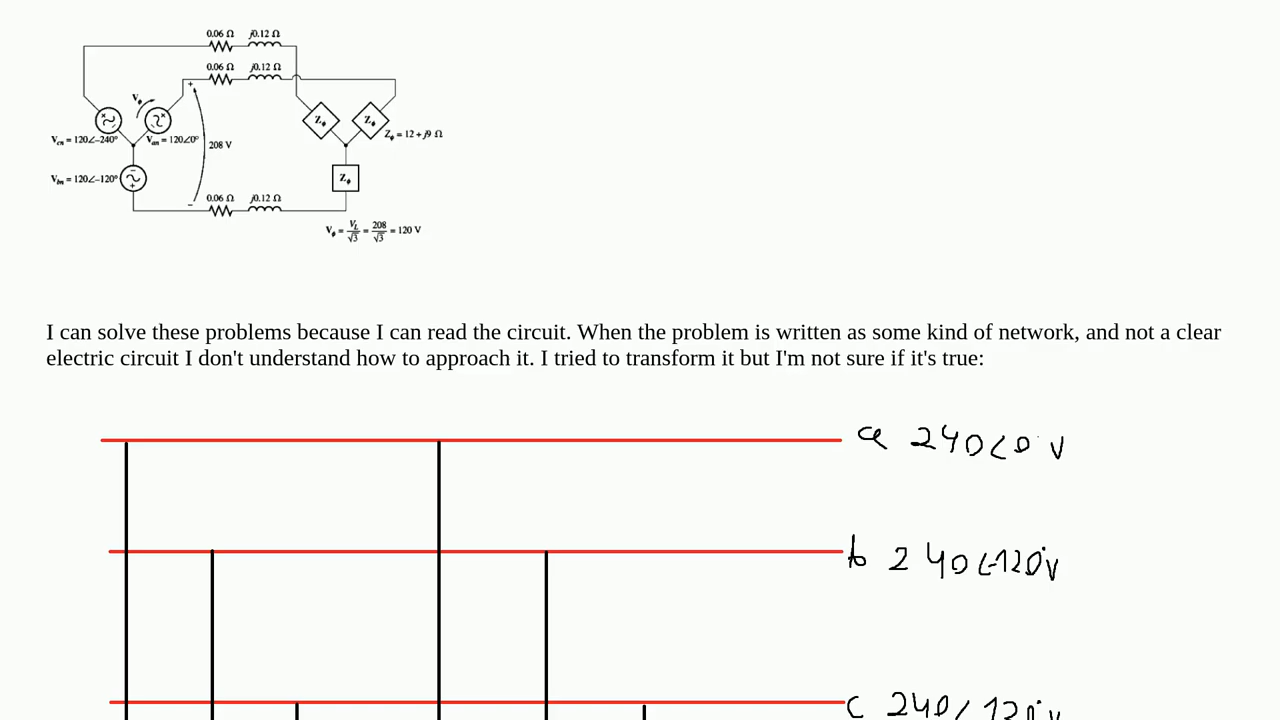 0.06 Ω j0.12 Ω
0.06 Ω j0.12 Ω
Vϕ
Zϕ Zϕ
Zϕ = 12 + j9 Ω
Vcn = 120∠–240° Van = 120∠0° 208 V
Vbn = 120∠–120° Zϕ
0.06 Ω j0.12 Ω
Vϕ = VL/√3 = 208/√3 = 120 V
I can solve these problems because I can read the circuit. When the problem is written as some kind of network, and not a clear
electric circuit I don't understand how to approach it. I tried to transform it but I'm not sure if it's true:
a 240<0° V
b 240<-120° V
c 240<120° V